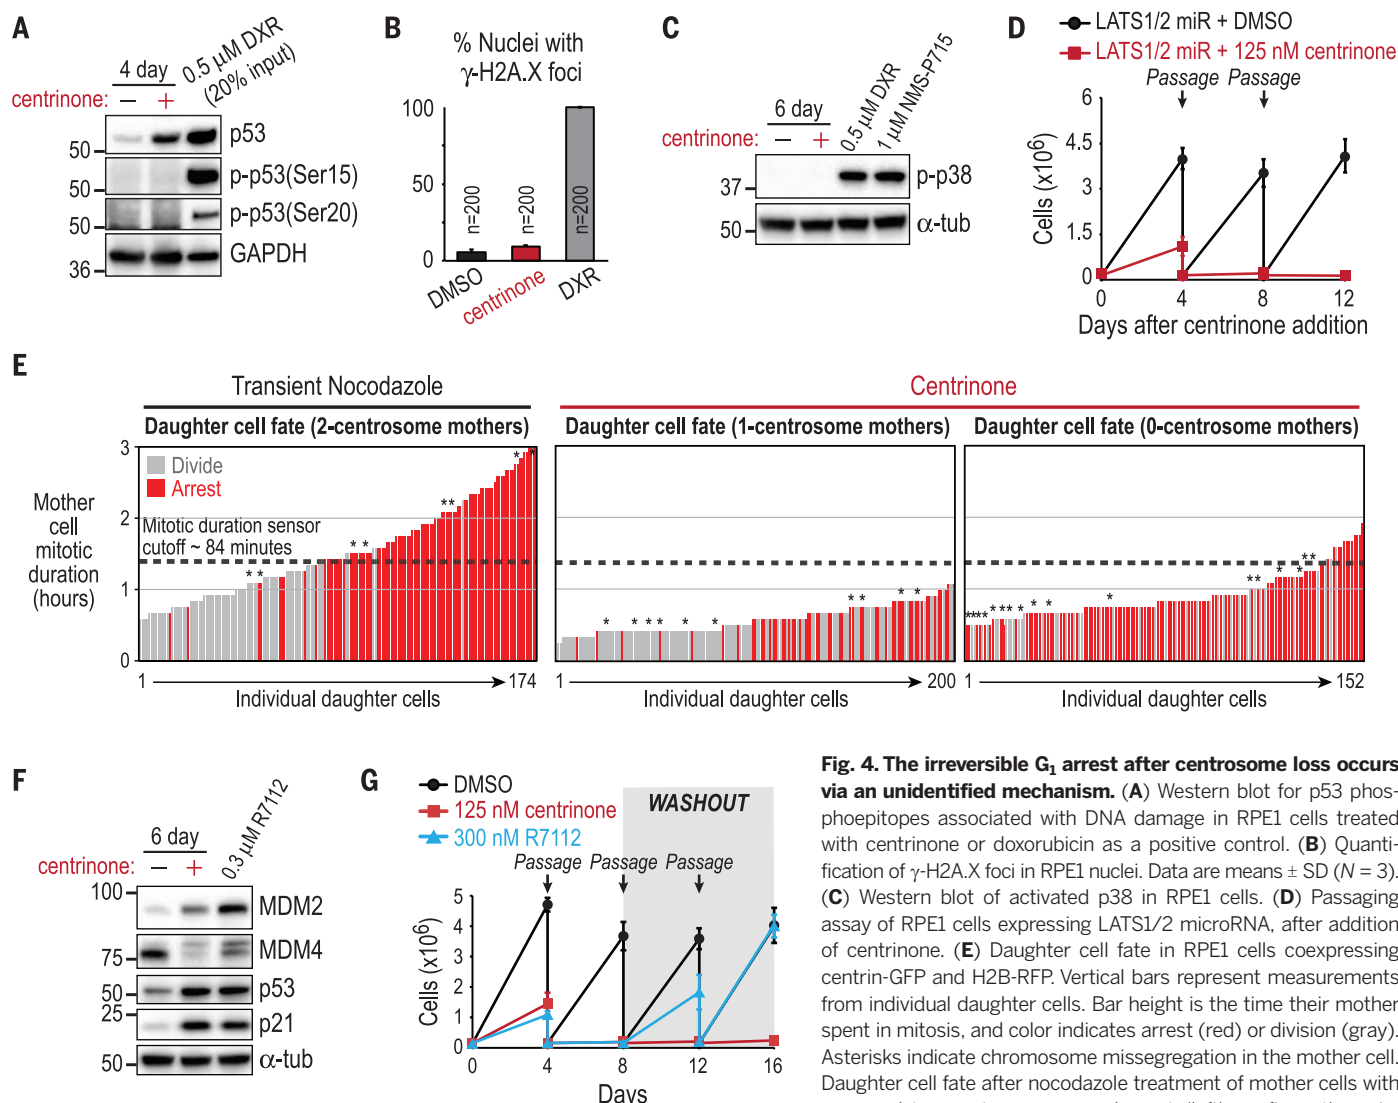 A
4 day
0.5 µM DXR
(20% input)
centrinone:
− +
p53
50
p-p53(Ser15)
50
p-p53(Ser20)
50
GAPDH
36
B
% Nuclei with
γ-H2A.X foci
100
50
0
n=200
n=200
n=200
DMSO
centrinone
DXR
C
6 day
0.5 µM DXR
1 µM NMS-P715
centrinone:
− +
p-p38
37
50
α-tub
D
LATS1/2 miR + DMSO
LATS1/2 miR + 125 nM centrinone
Passage Passage
Cells (x10⁶)
6
4.5
3
1.5
0
0 4 8 12
Days after centrinone addition
E
Transient Nocodazole
Centrinone
Daughter cell fate (2-centrosome mothers)
Daughter cell fate (1-centrosome mothers)
Daughter cell fate (0-centrosome mothers)
Mother
cell
mitotic
duration
(hours)
3
2
1
0
Divide
Arrest
Mitotic duration sensor
cutoff ~ 84 minutes
* * * * ** * *
* * * * * * ** * *
**** * * * * * * * ** * * **
1 174
Individual daughter cells
1 200
Individual daughter cells
1 152
Individual daughter cells
F
6 day
0.3 µM R7112
centrinone:
− +
100
MDM2
75
MDM4
50
p53
25
p21
50
α-tub
G
DMSO
125 nM centrinone
300 nM R7112
WASHOUT
Passage Passage Passage
Cells (x10⁶)
5
4
3
2
1
0
0 4 8 12 16
Days
Fig. 4. The irreversible G₁ arrest after centrosome loss occurs
via an unidentified mechanism. (A) Western blot for p53 phos-
phoepitopes associated with DNA damage in RPE1 cells treated
with centrinone or doxorubicin as a positive control. (B) Quanti-
fication of γ-H2A.X foci in RPE1 nuclei. Data are means ± SD (N = 3).
(C) Western blot of activated p38 in RPE1 cells. (D) Passaging
assay of RPE1 cells expressing LATS1/2 microRNA, after addition
of centrinone. (E) Daughter cell fate in RPE1 cells coexpressing
centrin-GFP and H2B-RFP. Vertical bars represent measurements
from individual daughter cells. Bar height is the time their mother
spent in mitosis, and color indicates arrest (red) or division (gray).
Asterisks indicate chromosome missegregation in the mother cell.
Daughter cell fate after nocodazole treatment of mother cells with